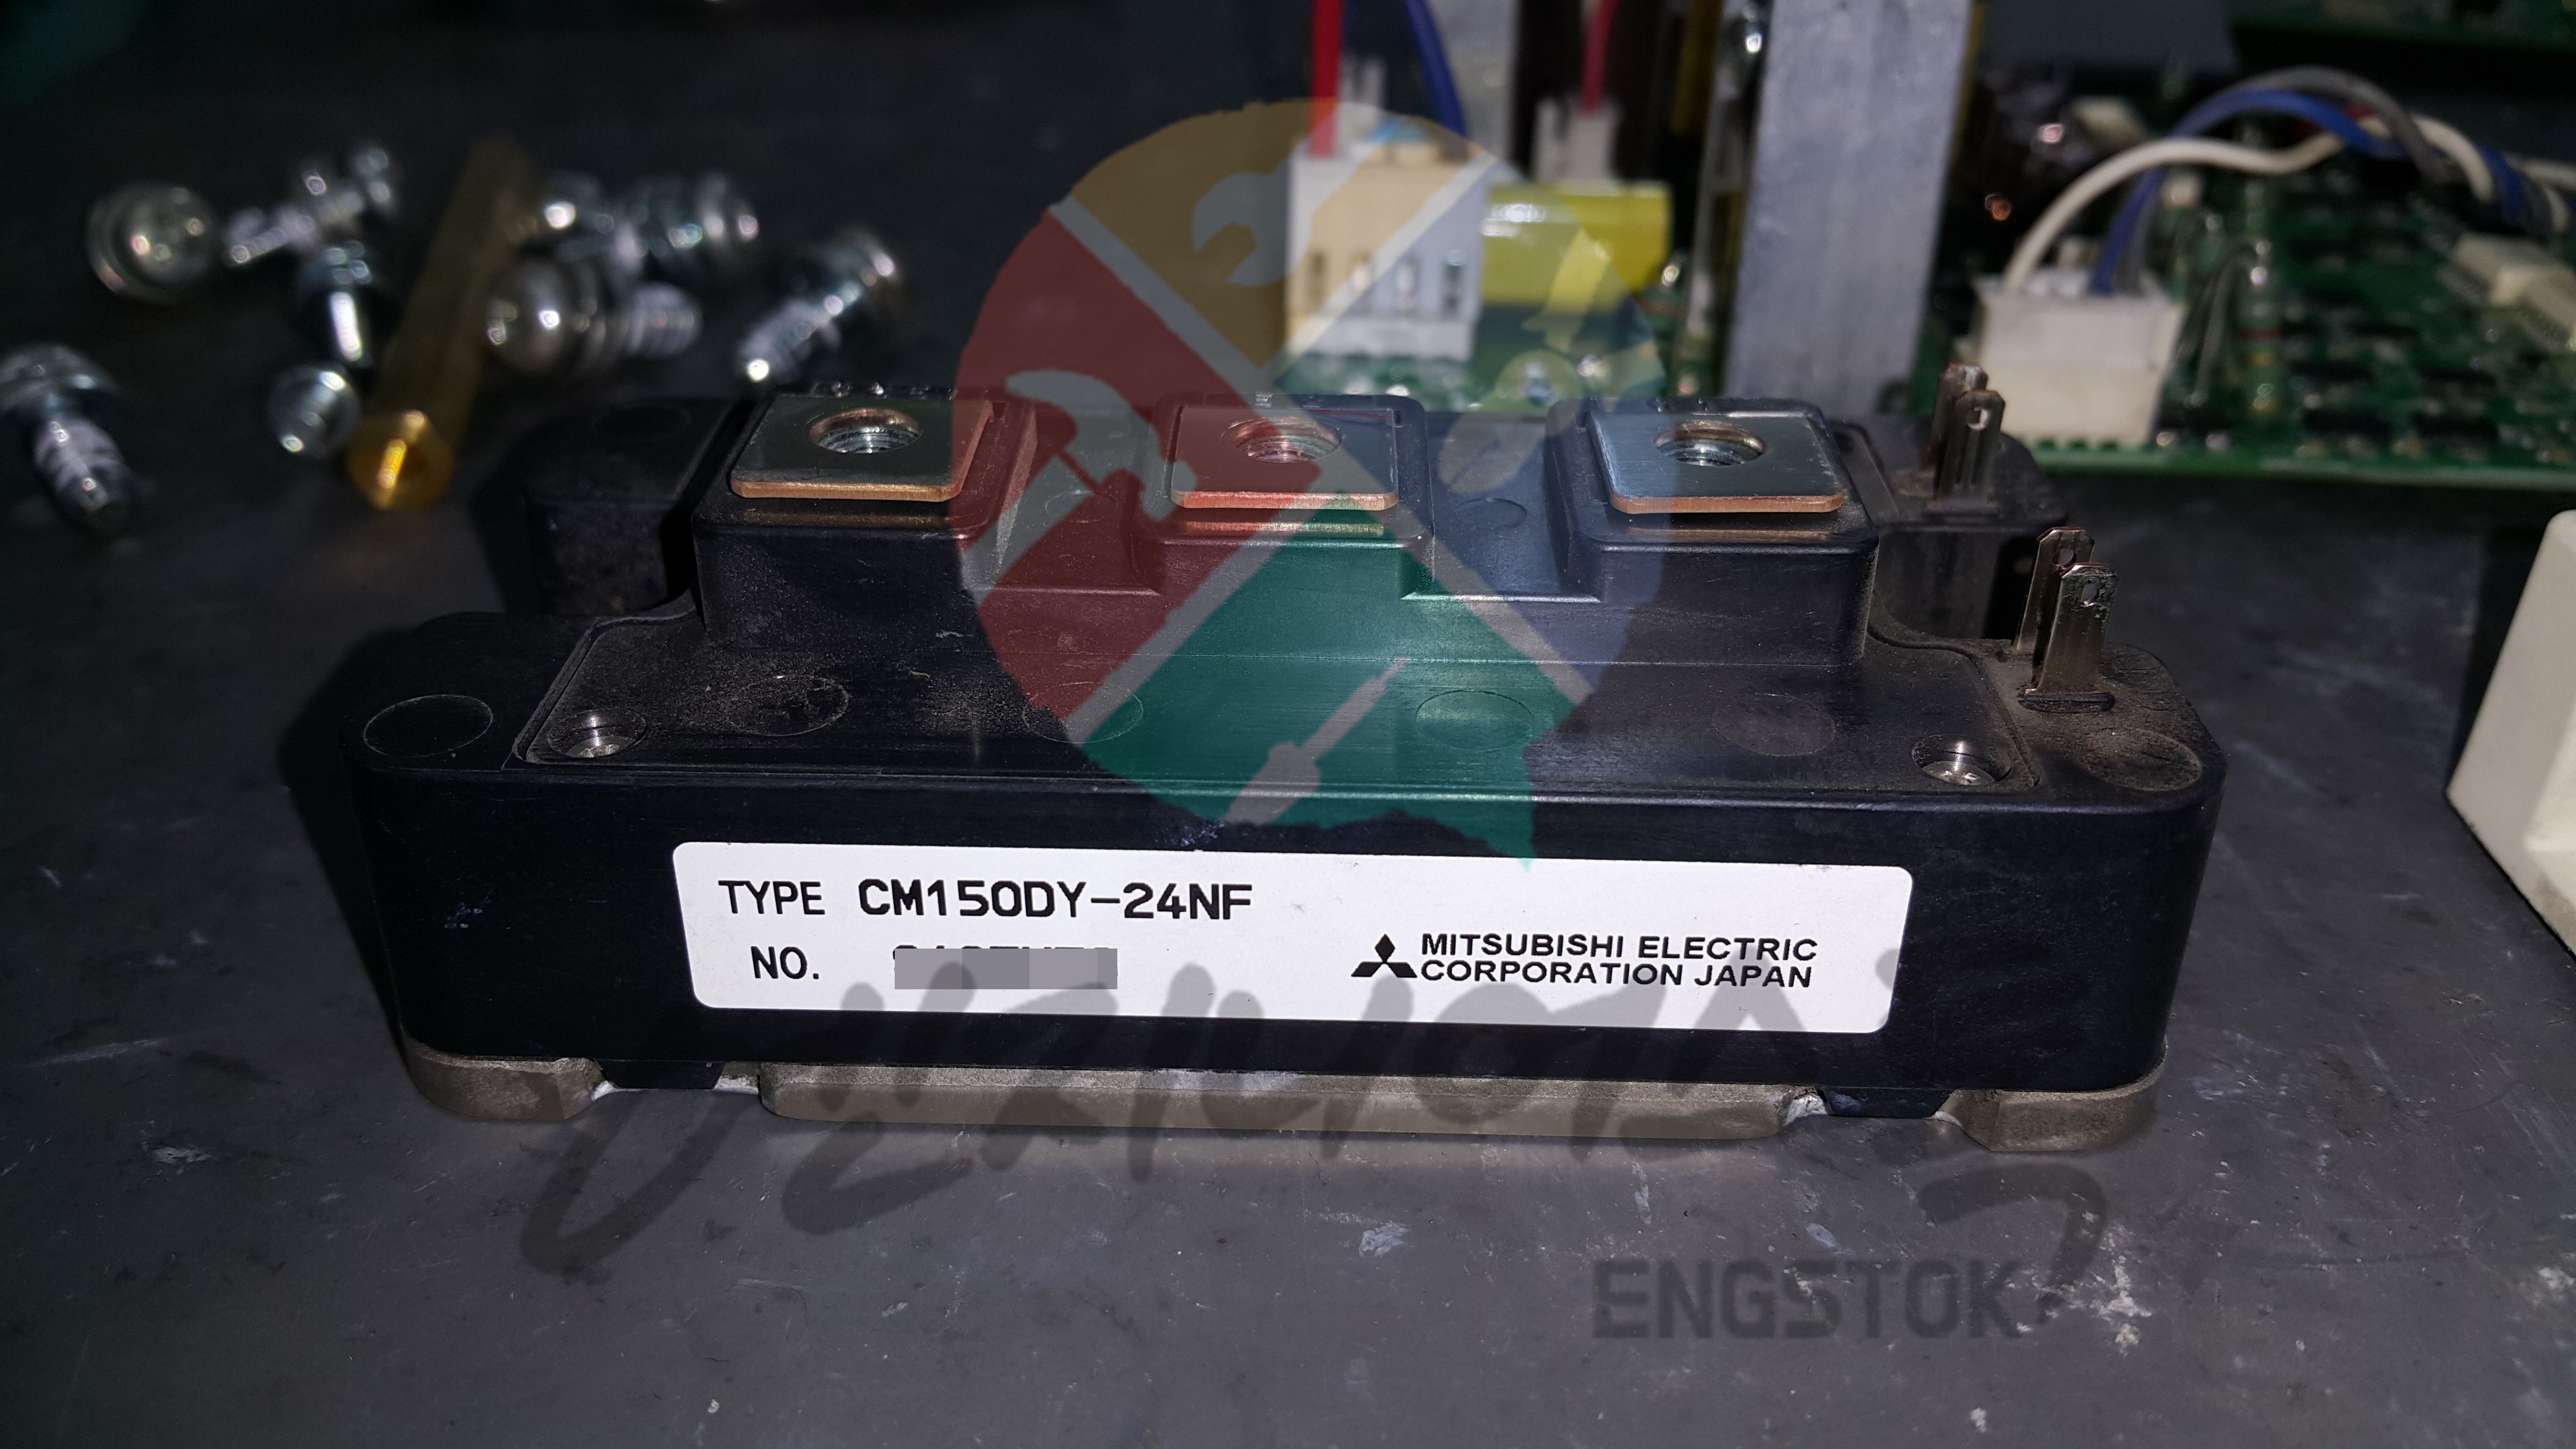 TYPE CM150DY-24NF
NO.
MITSUBISHI ELECTRIC
CORPORATION JAPAN
ENGSTOK